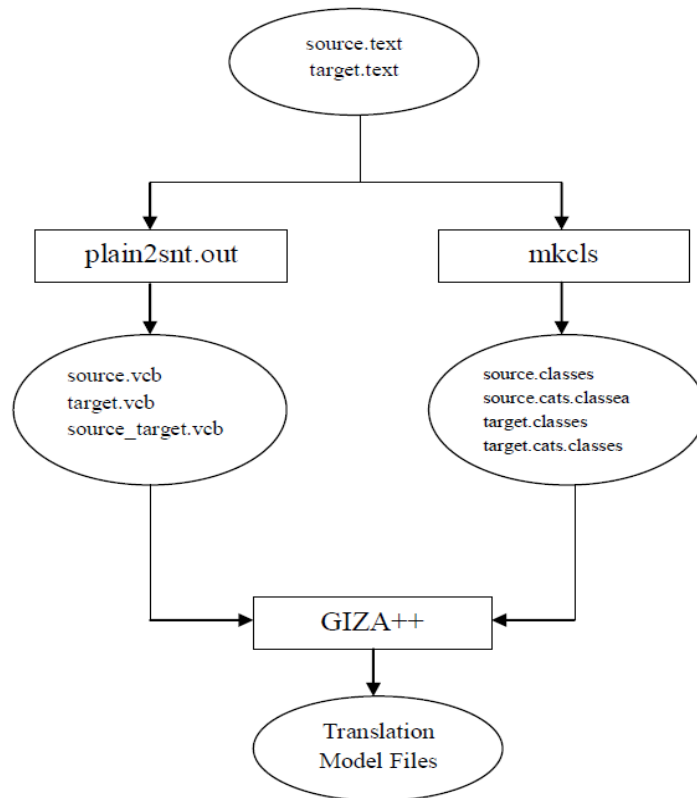 source.text
target.text
plain2snt.out
mkcls
source.vcb
target.vcb
source_target.vcb
source.classes
source.cats.classea
target.classes
target.cats.classes
GIZA++
Translation
Model Files